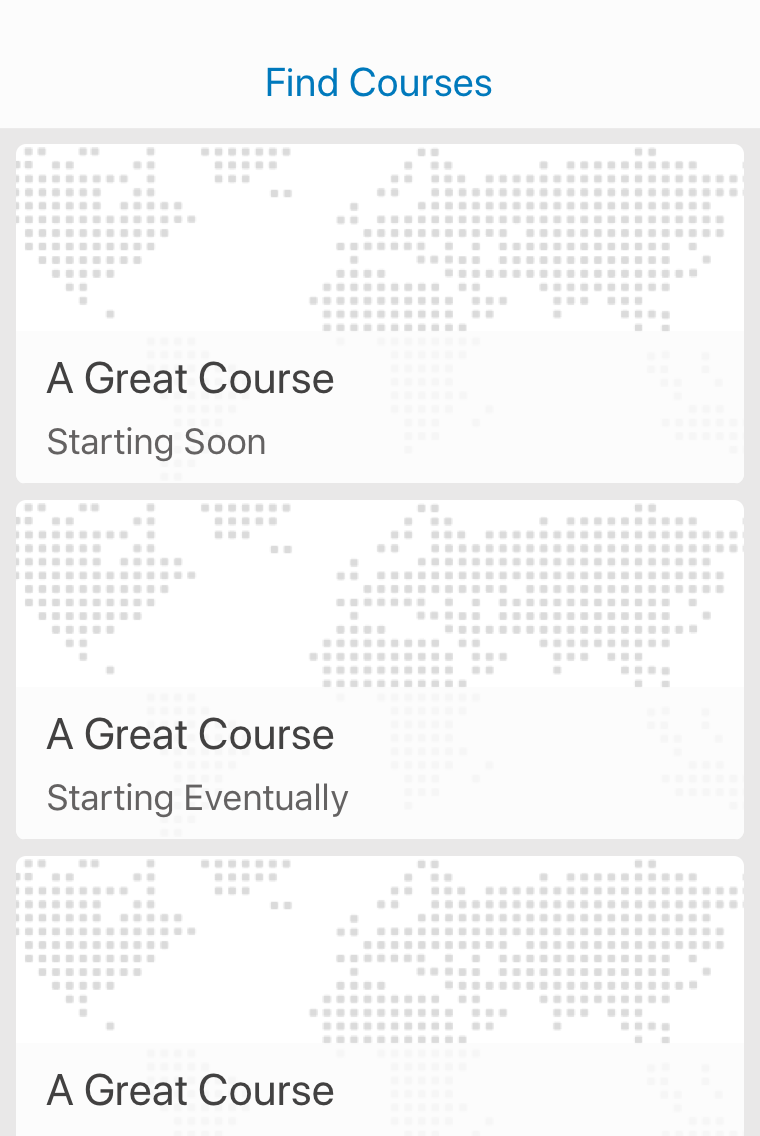 Find Courses
A Great Course
Starting Soon
A Great Course
Starting Eventually
A Great Course